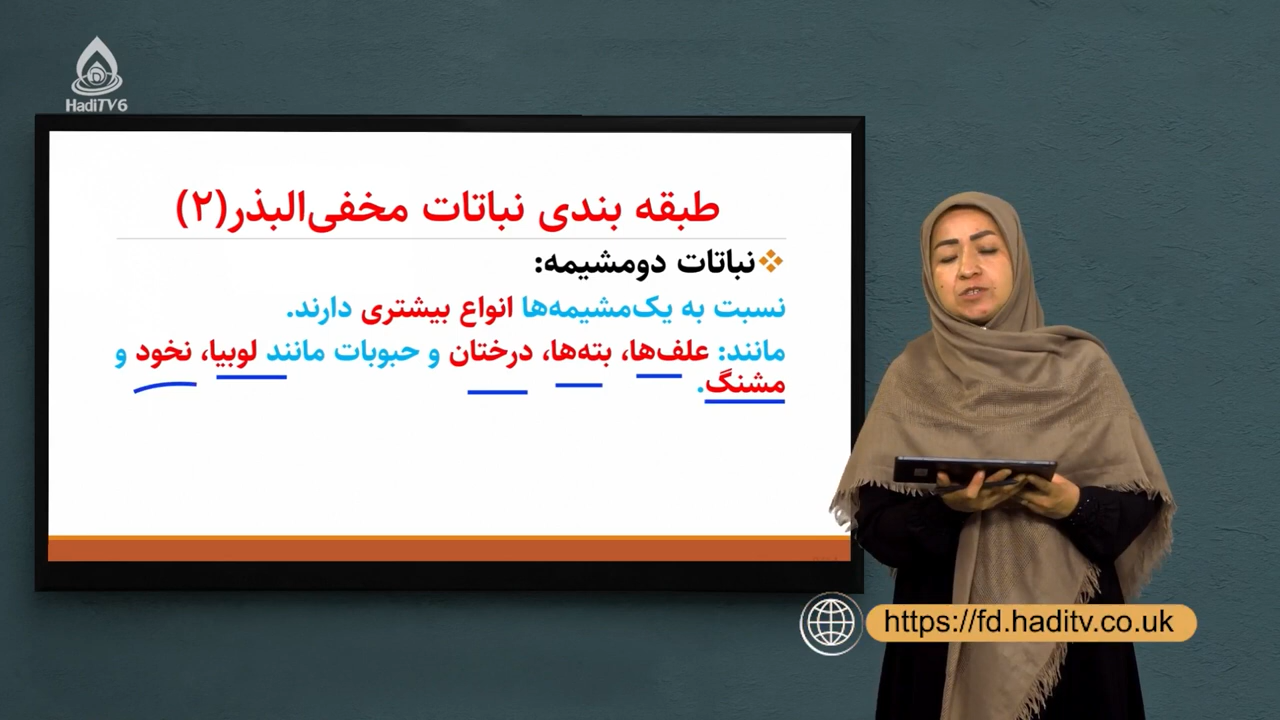 HadiTV6
طبقه بندی نباتات مخفی‌البذر(۲)
نباتات دومشیمه:
نسبت به یک‌مشیمه‌ها انواع بیشتری دارند.
مانند: علف‌ها، بته‌ها، درختان و حبوبات مانند لوبیا، نخود و
مشنگ.
https://fd.haditv.co.uk